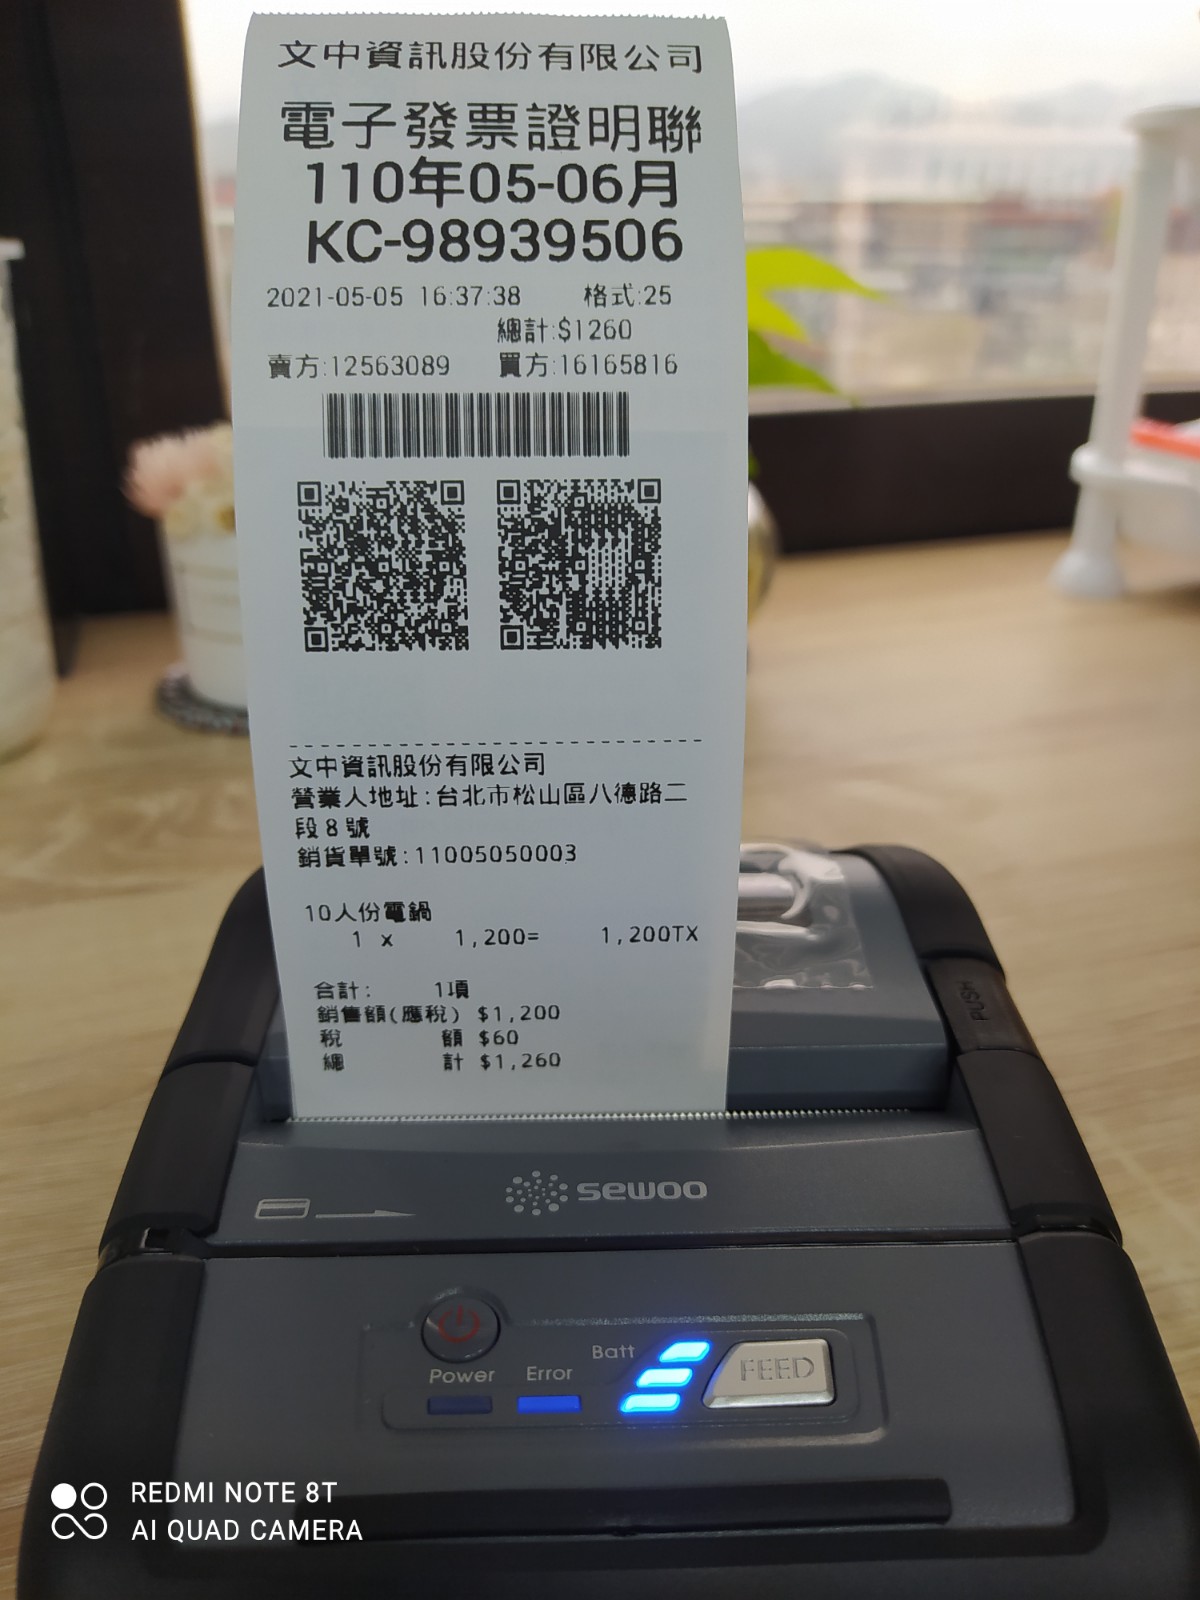 文中資訊股份有限公司
電子發票證明聯
110年05-06月
KC-98939506
2021-05-05 16:37:38 格式:25
總計:$1260
賣方:12563089 買方:16165816
文中資訊股份有限公司
營業人地址:台北市松山區八德路二
段8號
銷貨單號:11005050003
10人份電鍋
1 x 1,200= 1,200TX
合計: 1項
銷售額(應稅) $1,200
稅 額 $60
總 計 $1,260
PUSH
sewoo
Power Error Batt FEED
REDMI NOTE 8T
AI QUAD CAMERA